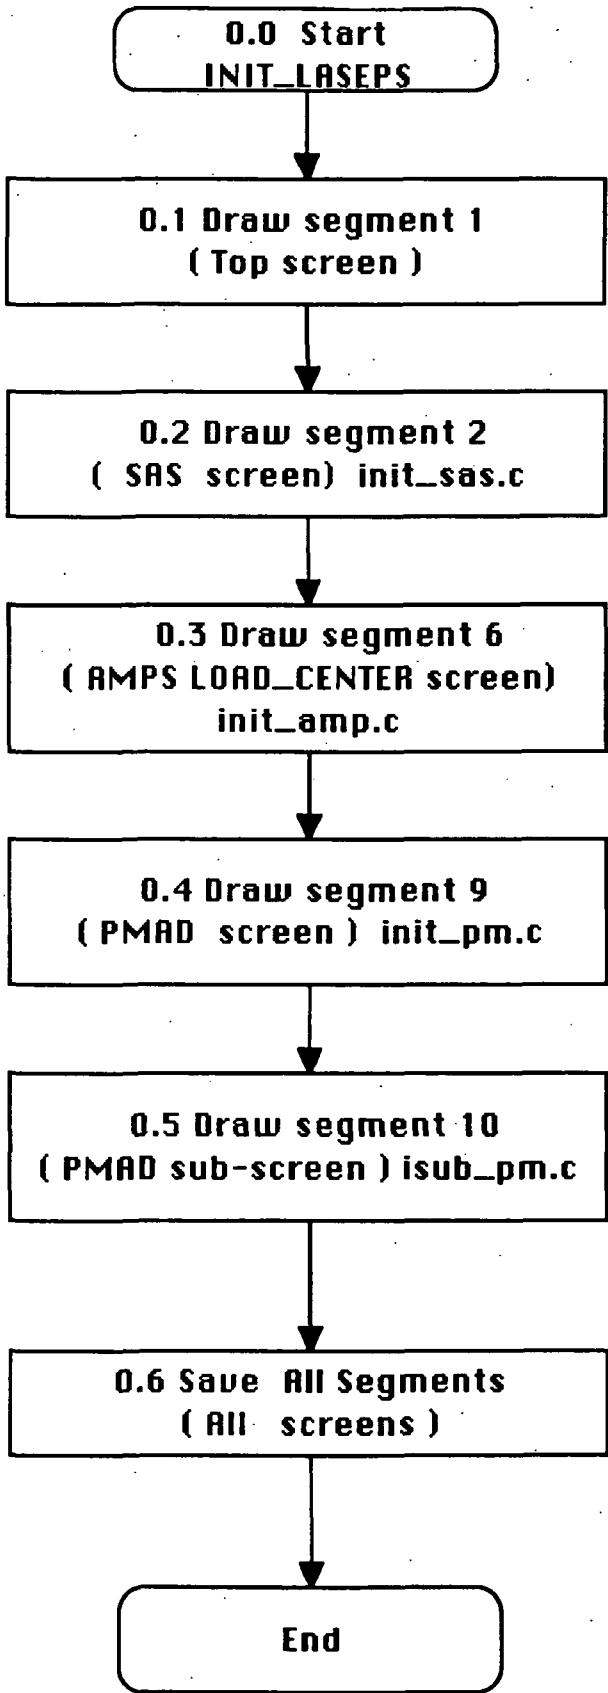 0.0 Start
INIT_LASEPS
0.1 Draw segment 1
( Top screen )
0.2 Draw segment 2
( SAS screen) init_sas.c
0.3 Draw segment 6
( AMPS LOAD_CENTER screen)
init_amp.c
0.4 Draw segment 9
( PMAD screen ) init_pm.c
0.5 Draw segment 10
( PMAD sub-screen ) isub_pm.c
0.6 Save All Segments
( All screens )
End